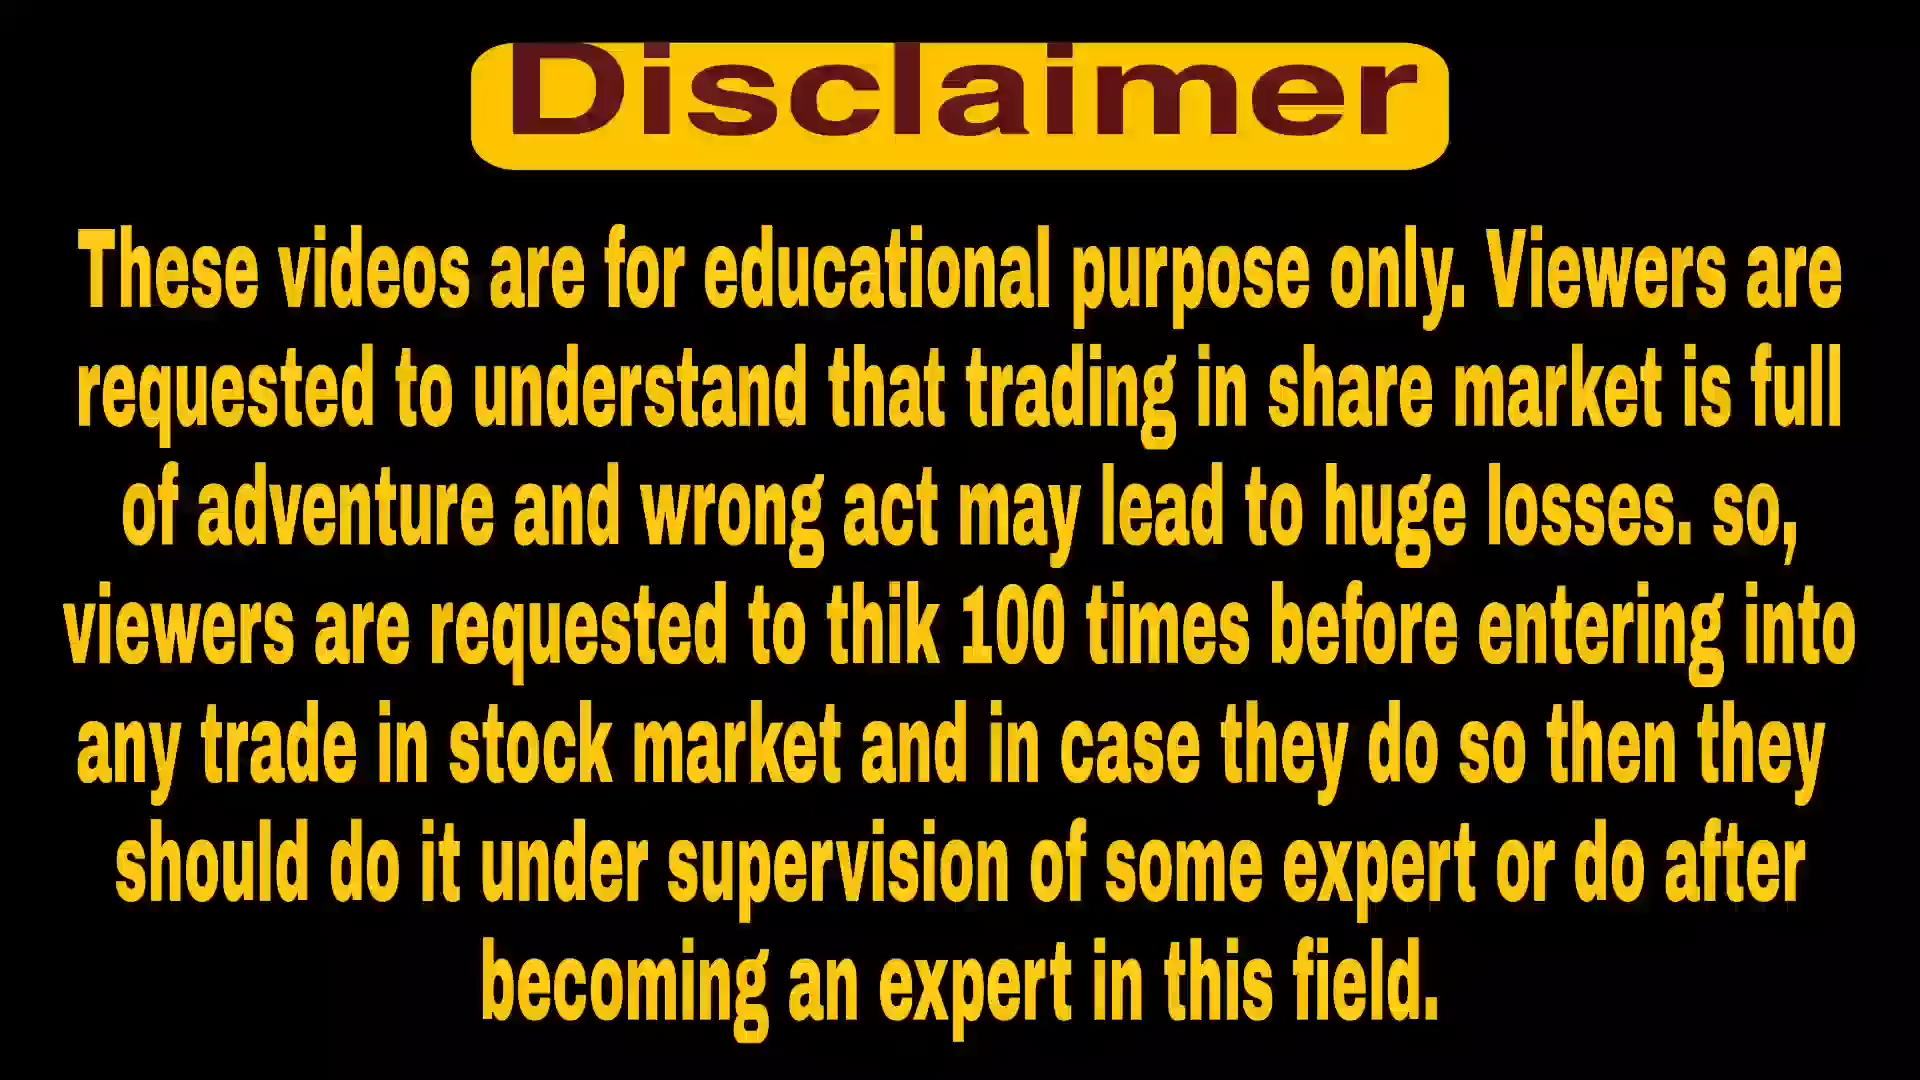 Disclaimer
These videos are for educational purpose only. Viewers are
requested to understand that trading in share market is full
of adventure and wrong act may lead to huge losses. so,
viewers are requested to thik 100 times before entering into
any trade in stock market and in case they do so then they
should do it under supervision of some expert or do after
becoming an expert in this field.